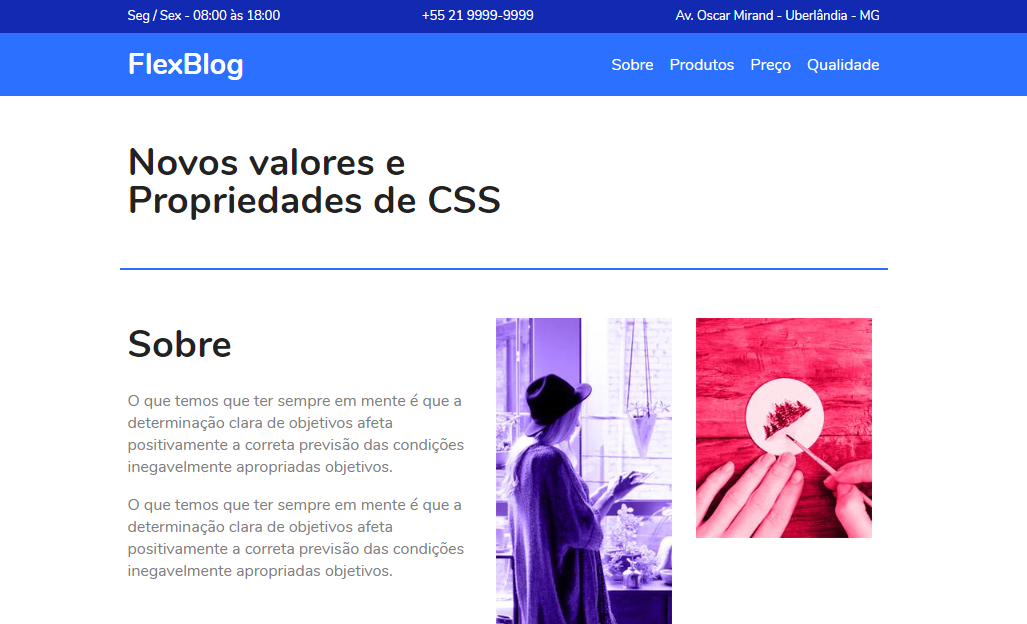 Seg / Sex - 08:00 às 18:00
+55 21 9999-9999
Av. Oscar Mirand - Uberlândia - MG
FlexBlog
Sobre
Produtos
Preço
Qualidade
Novos valores e
Propriedades de CSS
Sobre
O que temos que ter sempre em mente é que a
determinação clara de objetivos afeta
positivamente a correta previsão das condições
inegavelmente apropriadas objetivos.
O que temos que ter sempre em mente é que a
determinação clara de objetivos afeta
positivamente a correta previsão das condições
inegavelmente apropriadas objetivos.